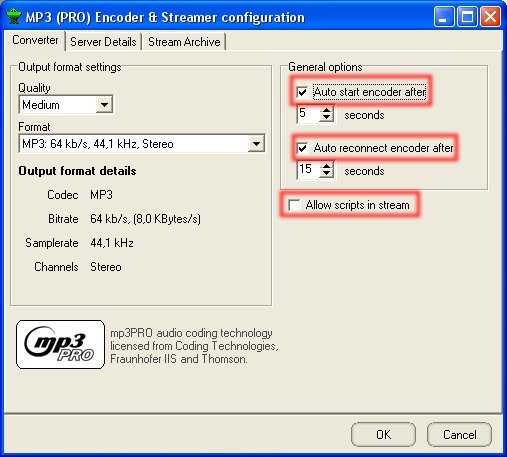 MP3 (PRO) Encoder & Streamer configuration
Converter
Server Details
Stream Archive
Output format settings
Quality
Medium
Format
MP3: 64 kb/s, 44,1 kHz, Stereo
Output format details
Codec MP3
Bitrate 64 kb/s, (8,0 KBytes/s)
Samplerate 44,1 kHz
Channels Stereo
General options
Auto start encoder after
5 seconds
Auto reconnect encoder after
15 seconds
Allow scripts in stream
mp3 PRO
mp3PRO audio coding technology
licensed from Coding Technologies,
Fraunhofer IIS and Thomson.
OK
Cancel